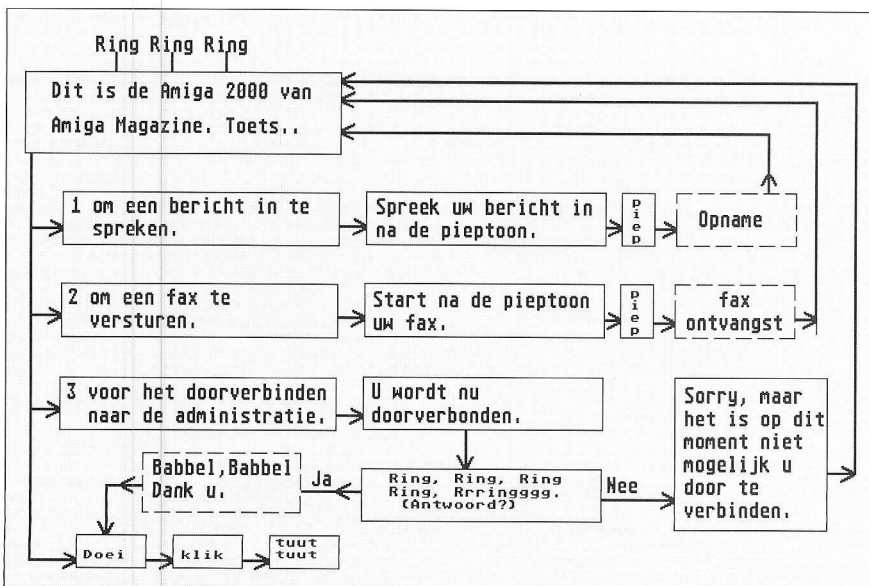 Ring Ring Ring
Dit is de Amiga 2000 van
Amiga Magazine. Toets..
1 om een bericht in te
spreken.
Spreek uw bericht in
na de pieptoon.
piep
Opname
2 om een fax te
versturen.
Start na de pieptoon
uw fax.
piep
fax
ontvangst
3 voor het doorverbinden
naar de administratie.
U wordt nu
doorverbonden.
Sorry, maar
het is op dit
moment niet
mogelijk u
door te
verbinden.
Babbel,Babbel
Dank u.
Ja
Ring, Ring, Ring
Ring, Rrringggg.
(Antwoord?)
Nee
Doei
klik
tuut
tuut